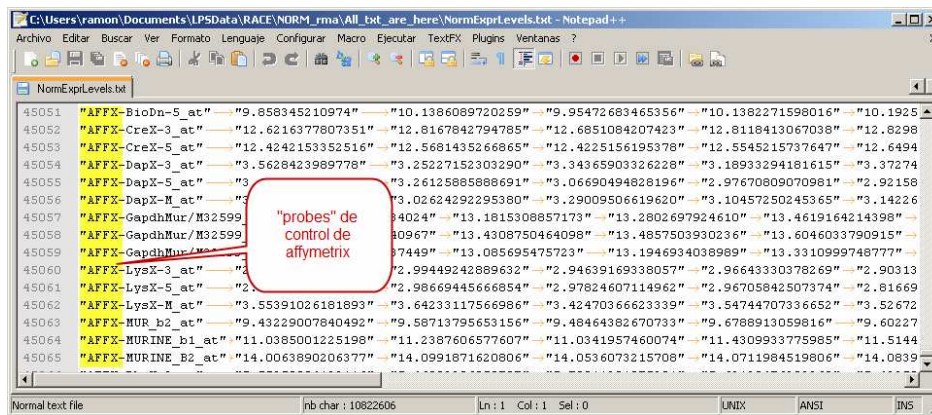 C:\Users\ramon\Documents\LPSData\RACE\NORM_rma\All_txt_are_here\NormExprLevels.txt - Notepad++
Archivo Editar Buscar Ver Formato Lenguaje Configurar Macro Ejecutar TextFX Plugins Ventanas ?
NormExprLevels.txt
45051 "AFFX-BioDn-5_at" "9.858345210974" "10.1386089720259" "9.95472683465356" "10.1382271598016" "10.1925
45052 "AFFX-CreX-3_at" "12.62163777807351" "12.816784279​4785" "12.6851084207423" "12.8118413067038" "12.8298
45053 "AFFX-CreX-5_at" "12.4242153352516" "12.5681435266865" "12.4225156195378" "12.5545215737647" "12.6494
45054 "AFFX-DapX-3_at" "3.5628423989778" "3.25227152303290" "3.34365903326228" "3.18933294181615" "3.37274
45055 "AFFX-DapX-5_at" "3 "3.26125885888691" "3.06690494828196" "2.97670809070981" "2.92158
45056 "AFFX-DapX-M_at" "3 "3.02624292295380" "3.29009506619620" "3.10457250245365" "3.14226
45057 "AFFX-GapdhMur/M32599 34024" "13.1815308857173" "13.2802697924610" "13.4619164214398"
45058 "AFFX-GapdhMur/M32599 40967" "13.4308750464098" "13.4857503930236" "13.6046033790915"
45059 "AFFX-GapdhMur/ 37449" "13.085695475723 "13.1946934038989" "13.3310999748777"
45060 "AFFX-LysX-3_at" "2 "2.99449242889632" "2.94639169338057" "2.96643330378269" "2.90313
45061 "AFFX-LysX-5_at" "2. "2.98669445666854" "2.97824607114962" "2.96705842507374" "2.81669
45062 "AFFX-LysX-M_at" "3.55391026181893" "3.64233117566986" "3.42470366623339" "3.54744707336652" "3.52672
45063 "AFFX-MUR_b2_at" "9.43229007840492" "9.58713795653156" "9.48464382670733" "9.6788913059816" "9.60227
45064 "AFFX-MURINE_b1_at" "11.0385001225198" "11.2387606577607" "11.0341957460074" "11.4309933775985" "11.5144
45065 "AFFX-MURINE_B2_at" "14.0063890206377" "14.0991871620806" "14.0536073215708" "14.0711984519806" "14.0839
"probes" de
control de
affymetrix
Normal text file nb char : 10822606 Ln : 1 Col : 1 Sel : 0 UNIX ANSI INS